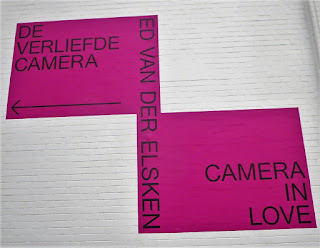 DE
VERLIEFDE
CAMERA
ED VAN DER ELSKEN
CAMERA
IN
LOVE